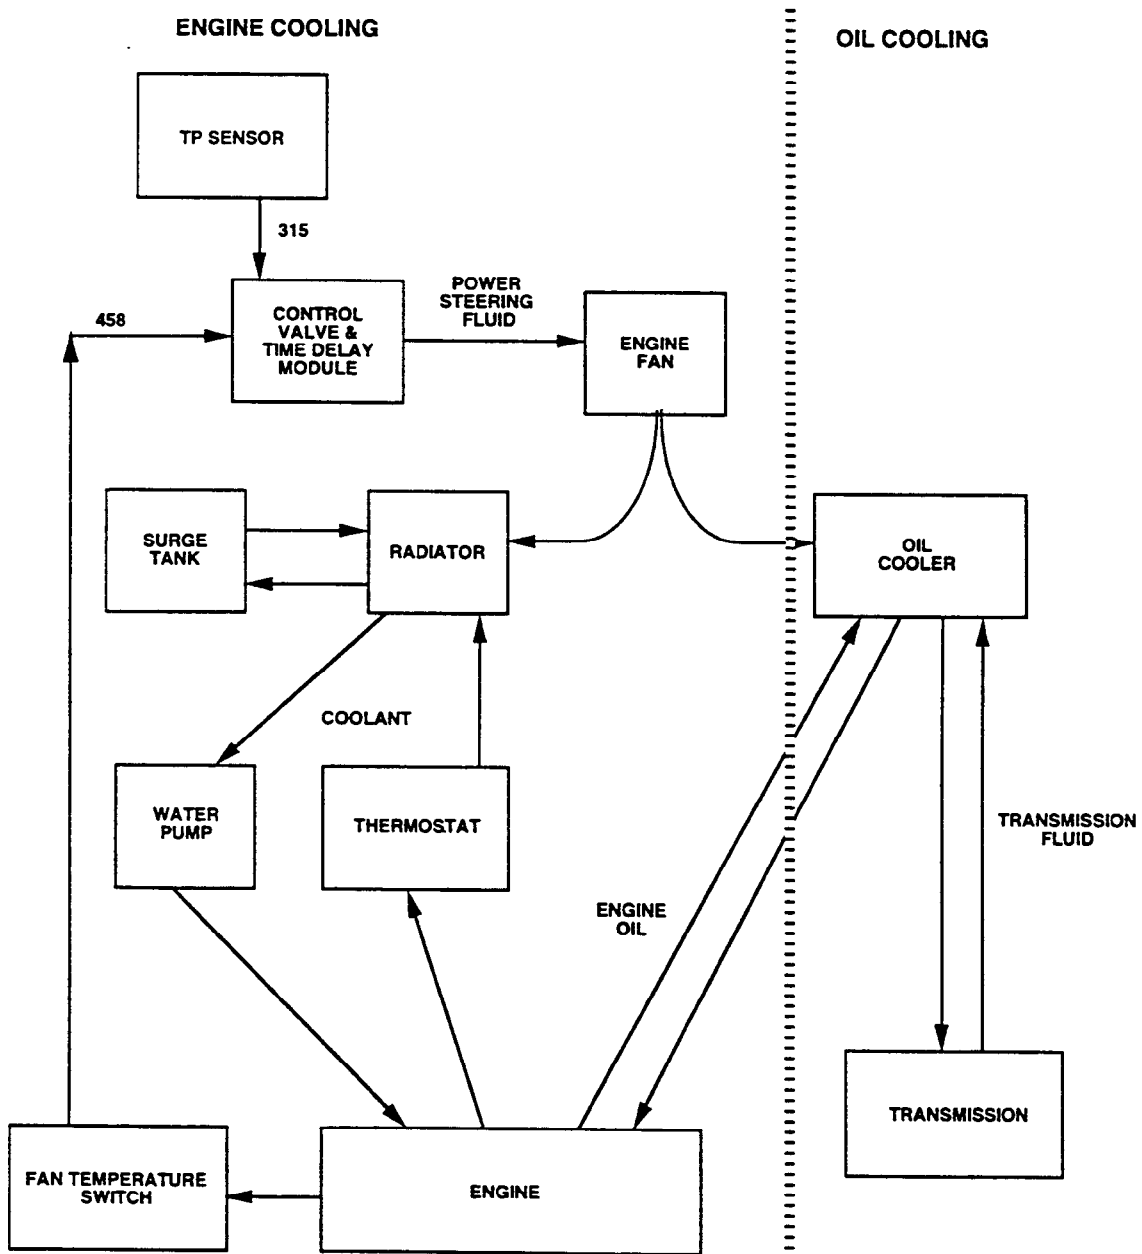 ENGINE COOLING
OIL COOLING
TP SENSOR
315
CONTROL
VALVE &
TIME DELAY
MODULE
458
POWER
STEERING
FLUID
ENGINE
FAN
SURGE
TANK
RADIATOR
OIL
COOLER
COOLANT
WATER
PUMP
THERMOSTAT
TRANSMISSION
FLUID
ENGINE
OIL
TRANSMISSION
FAN TEMPERATURE
SWITCH
ENGINE